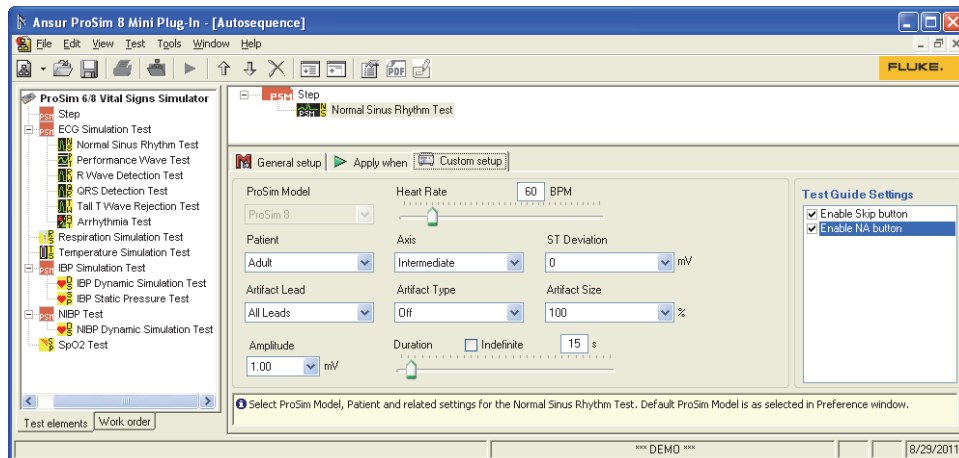 Ansur ProSim 8 Mini Plug-In - [Autosequence]
File Edit View Test Tools Window Help
PDF
FLUKE.
ProSim 6/8 Vital Signs Simulator
PSM Step
PSM ECG Simulation Test
Normal Sinus Rhythm Test
Performance Wave Test
R Wave Detection Test
QRS Detection Test
Tall T Wave Rejection Test
Arrhythmia Test
Respiration Simulation Test
Temperature Simulation Test
PSM IBP Simulation Test
IBP Dynamic Simulation Test
IBP Static Pressure Test
PSM NIBP Test
NIBP Dynamic Simulation Test
SpO2 Test
Test elements Work order
PSM Step
PSM Normal Sinus Rhythm Test
General setup Apply when Custom setup
ProSim Model Heart Rate 60 BPM
ProSim 8
Patient Axis ST Deviation
Adult Intermediate 0 mV
Artifact Lead Artifact Type Artifact Size
All Leads Off 100 %
Amplitude Duration Indefinite 15 s
1.00 mV
Test Guide Settings
Enable Skip button
Enable NA button
Select ProSim Model, Patient and related settings for the Normal Sinus Rhythm Test. Default ProSim Model is as selected in Preference window.
*** DEMO *** 8/29/2011